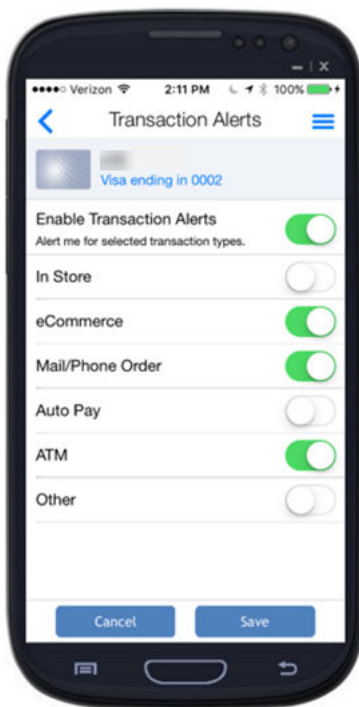 Verizon 2:11 PM 100%
Transaction Alerts
Visa ending in 0002
Enable Transaction Alerts
Alert me for selected transaction types.
In Store
eCommerce
Mail/Phone Order
Auto Pay
ATM
Other
Cancel Save